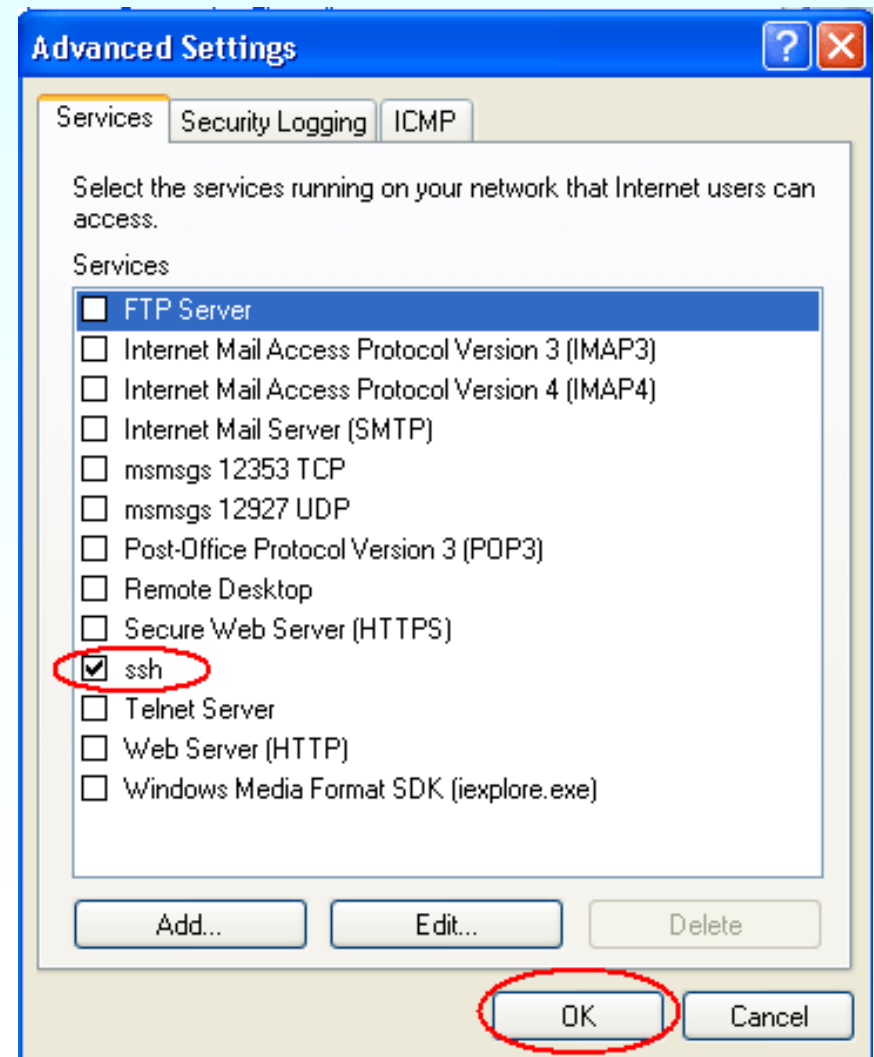 Advanced Settings
Services
Security Logging
ICMP
Select the services running on your network that Internet users can
access.
Services
FTP Server
Internet Mail Access Protocol Version 3 (IMAP3)
Internet Mail Access Protocol Version 4 (IMAP4)
Internet Mail Server (SMTP)
msmsgs 12353 TCP
msmsgs 12927 UDP
Post-Office Protocol Version 3 (POP3)
Remote Desktop
Secure Web Server (HTTPS)
ssh
Telnet Server
Web Server (HTTP)
Windows Media Format SDK (iexplore.exe)
Add...
Edit...
Delete
OK
Cancel